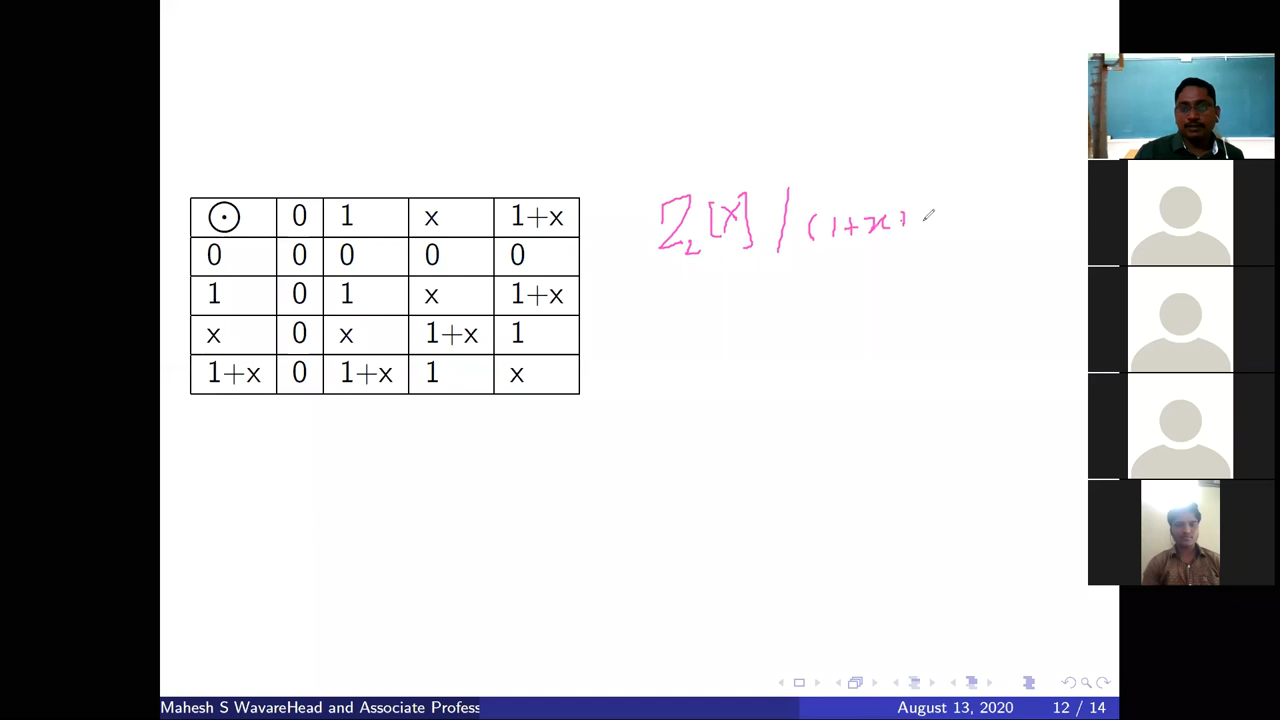 ⊙ 0 1 x 1+x
0 0 0 0 0
1 0 1 x 1+x
x 0 x 1+x 1
1+x 0 1+x 1 x
Z₂[x] / (1+x+
Mahesh S WavareHead and Associate Profess
August 13, 2020 12 / 14